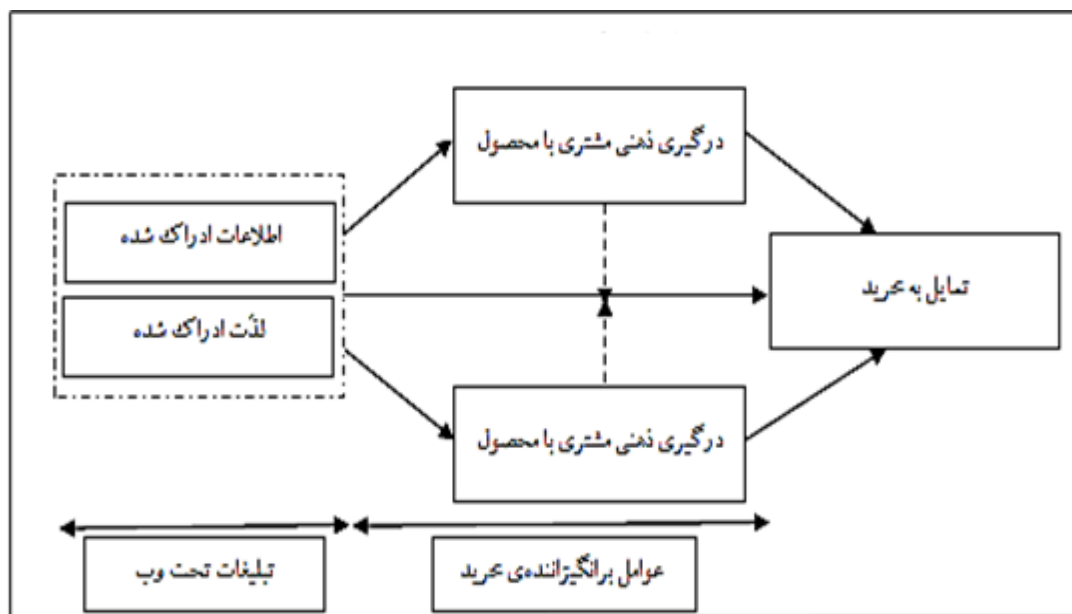 درگیری ذهنی مشتری با محصول
اطلاعات ادراک شده
لذّت ادراک شده
تمایل به خرید
درگیری ذهنی مشتری با محصول
تبلیغات تحت وب
عوامل برانگیزاننده‌ی خرید